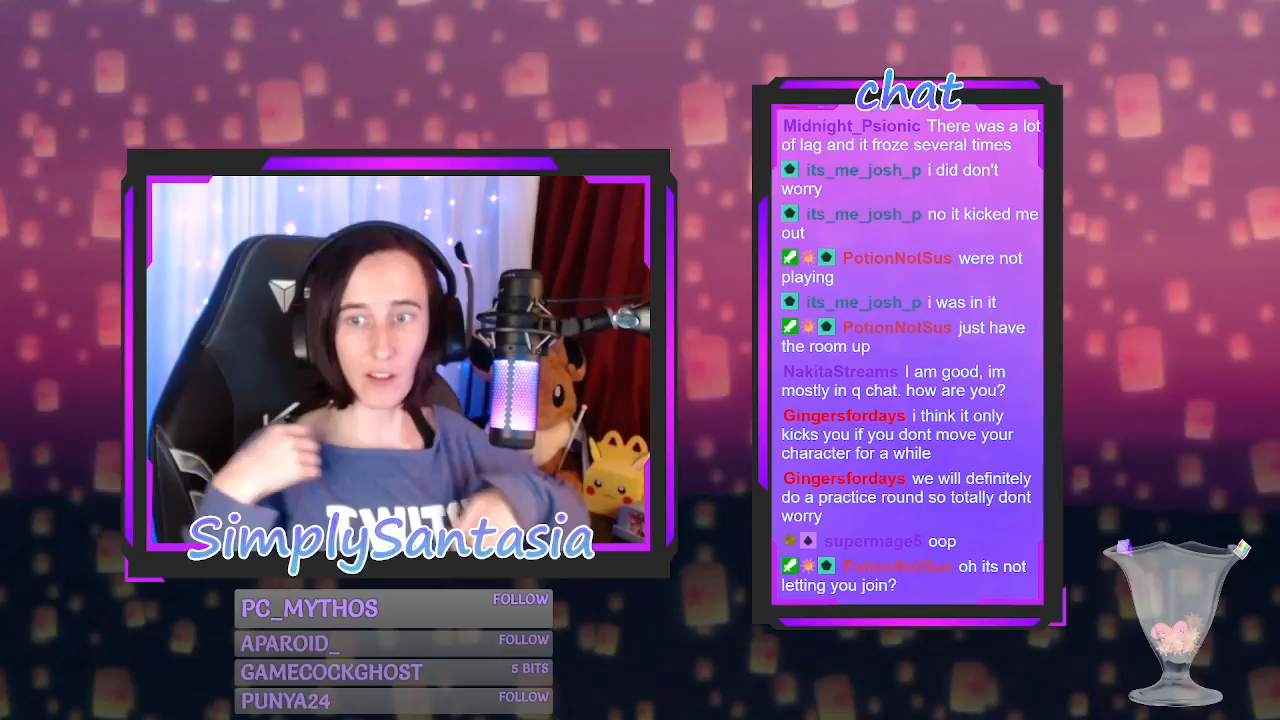 chat
Midnight_Psionic There was a lot
of lag and it froze several times
its_me_josh_p i did don't
worry
its_me_josh_p no it kicked me
out
PotionNotSus were not
playing
its_me_josh_p i was in it
PotionNotSus just have
the room up
NakitaStreams I am good, im
mostly in q chat. how are you?
Gingersfordays i think it only
kicks you if you dont move your
character for a while
Gingersfordays we will definitely
do a practice round so totally dont
worry
supermage5 oop
PotionNotSus oh its not
letting you join?
SimplySantasia
PC_MYTHOS FOLLOW
APAROID_ FOLLOW
GAMECOCKGHOST 5 BITS
PUNYA24 FOLLOW